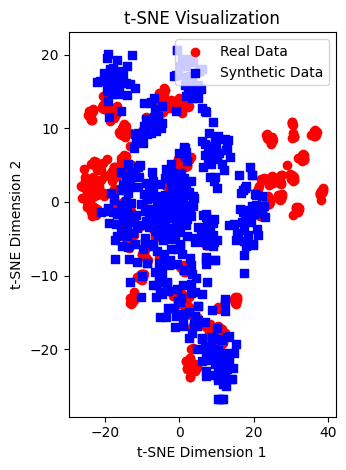 t-SNE Visualization
Real Data
Synthetic Data
20
10
0
−10
−20
t-SNE Dimension 2
−20 0 20 40
t-SNE Dimension 1